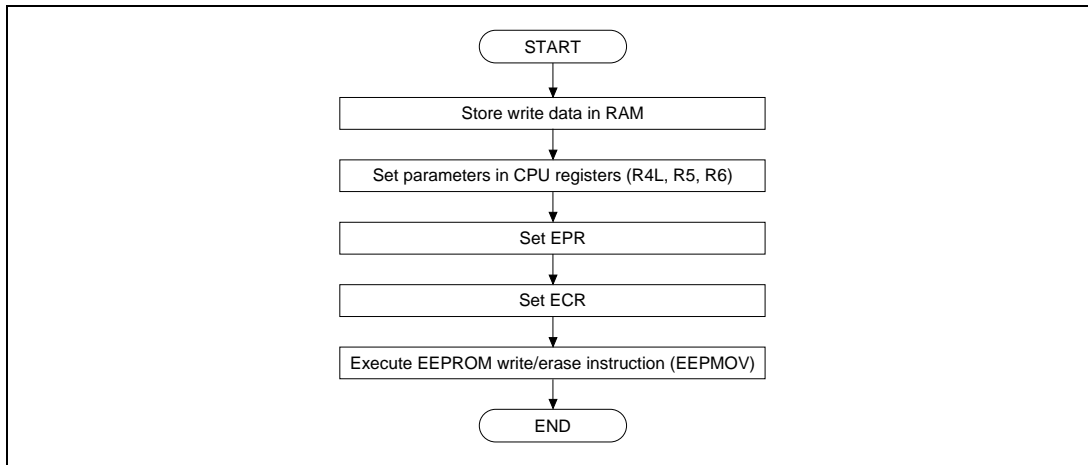 START
Store write data in RAM
Set parameters in CPU registers (R4L, R5, R6)
Set EPR
Set ECR
Execute EEPROM write/erase instruction (EEPMOV)
END